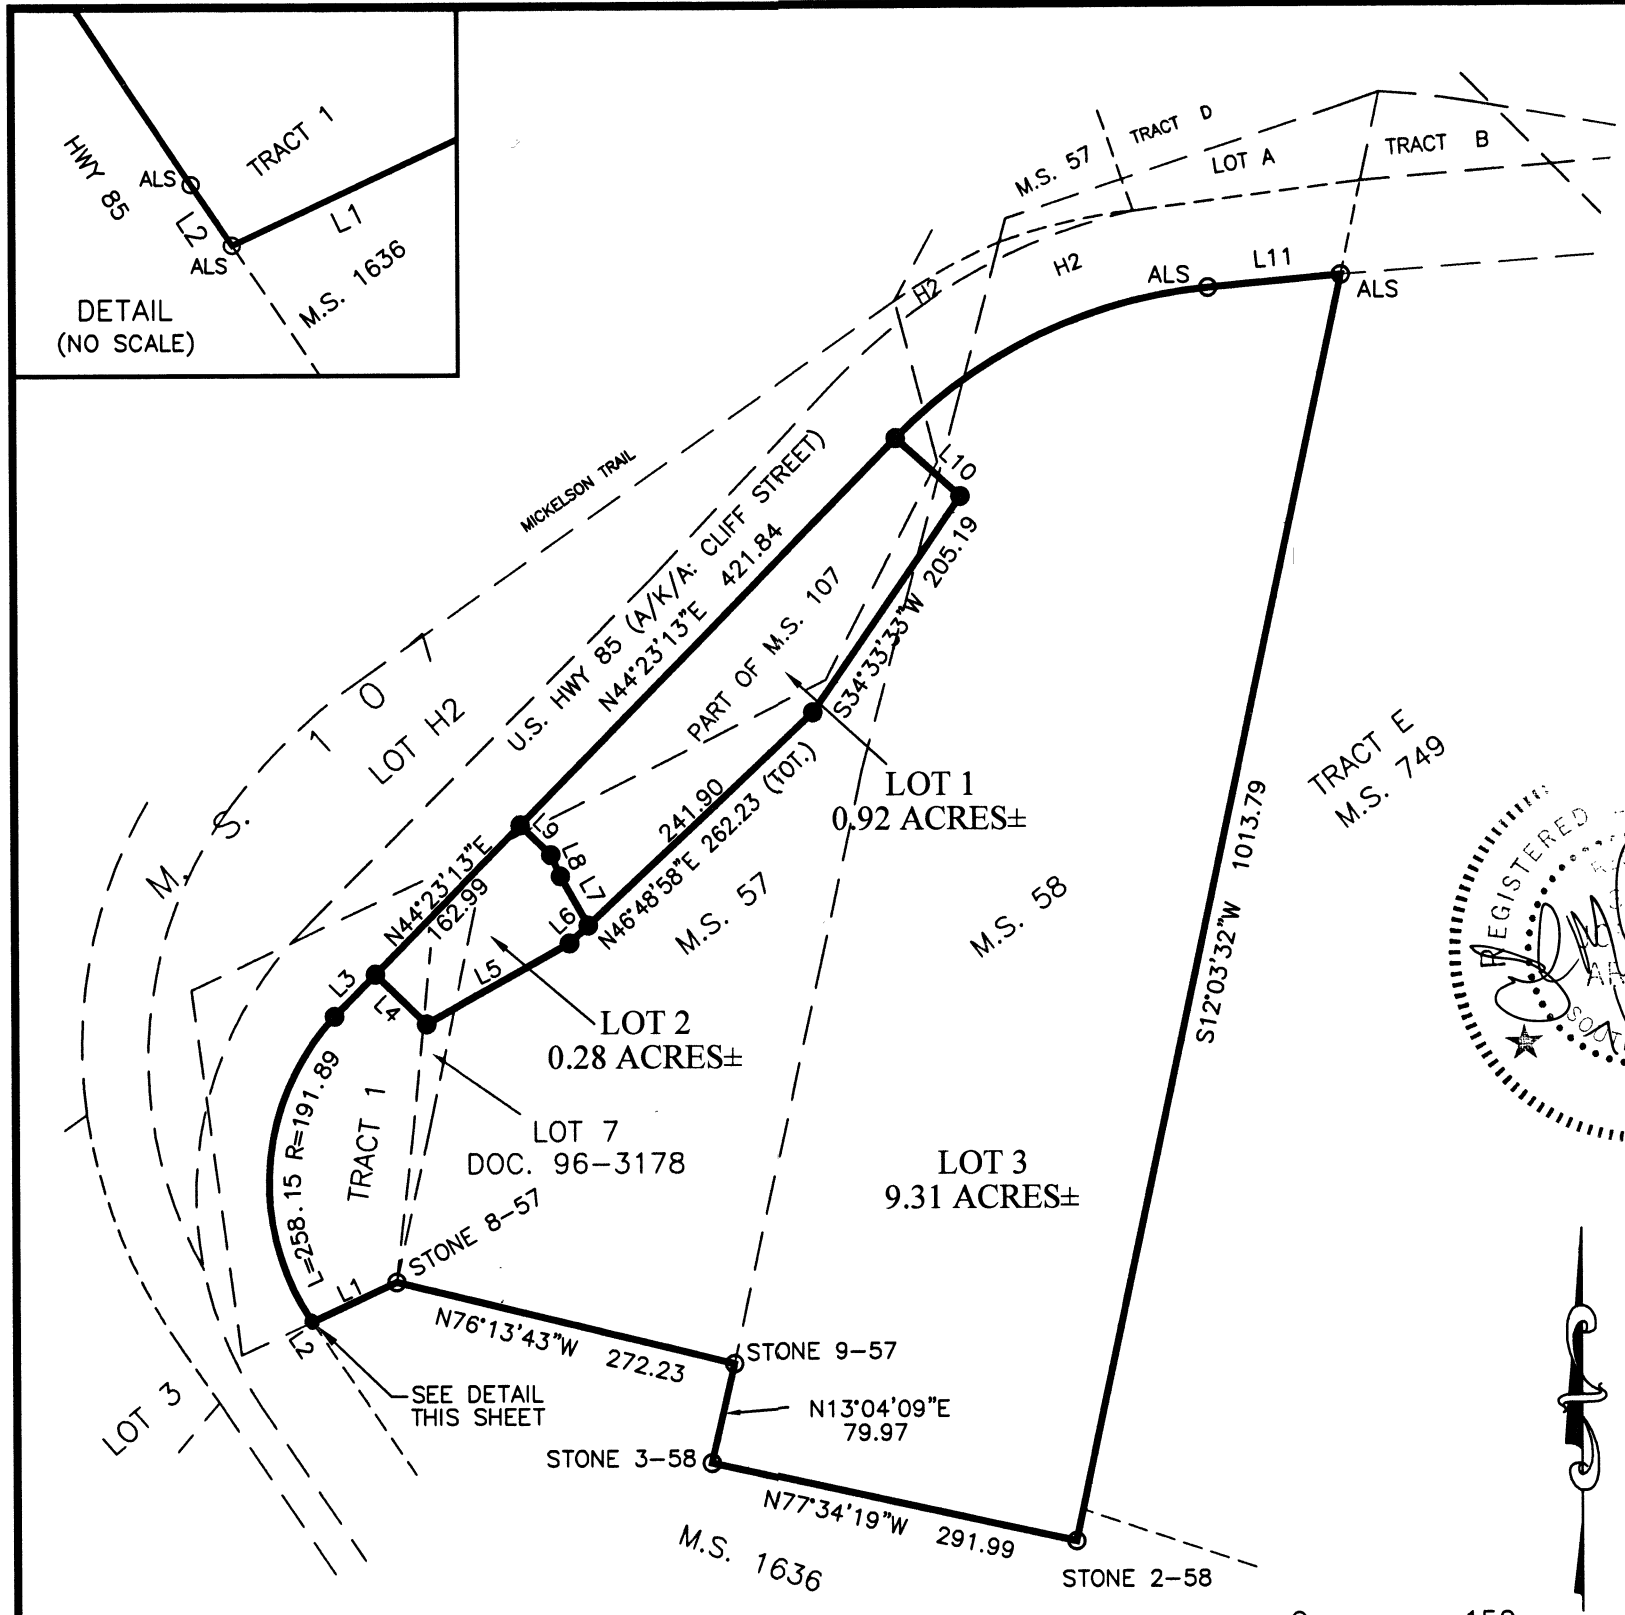 TRACT 1
HWY 85
ALS
L2
L1
ALS
M.S. 1636
DETAIL
(NO SCALE)
TRACT D
M.S. 57
LOT A
TRACT B
H2
H2
ALS
L11
ALS
MICKELSON TRAIL
U.S. HWY 85 (A/K/A: CLIFF STREET)
L10
N44°23'13"E 421.84
S34°33'33"W 205.19
PART OF M.S. 107
M. S. 107
LOT H2
TRACT E
M.S. 749
LOT 1
0.92 ACRES±
241.90
N46°48'58"E 262.23 (TOT.)
L9
L8
L7
L6
N44°23'13"E
162.99
M.S. 57
M.S. 58
S12°03'32"W 1013.79
REGISTERED
L3
L4
L5
LOT 2
0.28 ACRES±
L=258.15 R=191.89
TRACT 1
LOT 7
DOC. 96-3178
LOT 3
9.31 ACRES±
STONE 8-57
L1
L2
N76°13'43"W 272.23
STONE 9-57
SEE DETAIL
THIS SHEET
N13°04'09"E
79.97
LOT 3
STONE 3-58
N77°34'19"W 291.99
M.S. 1636
STONE 2-58